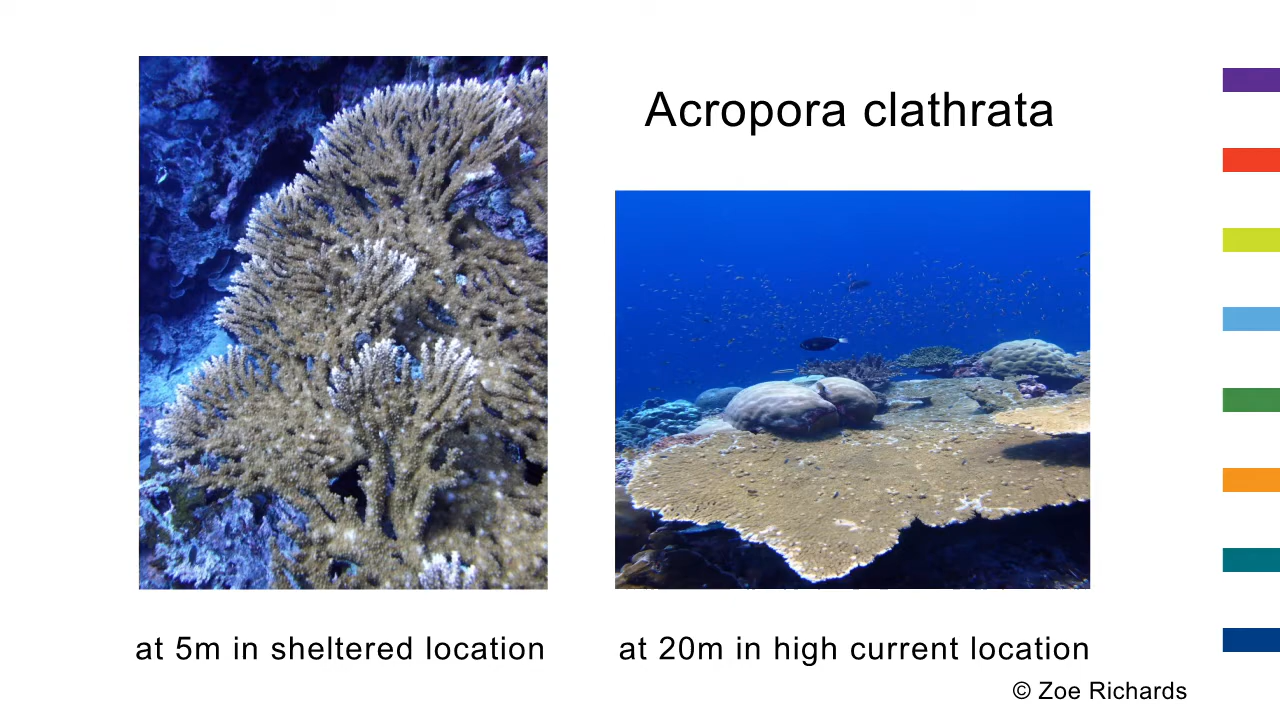 Acropora clathrata
at 5m in sheltered location
at 20m in high current location
© Zoe Richards